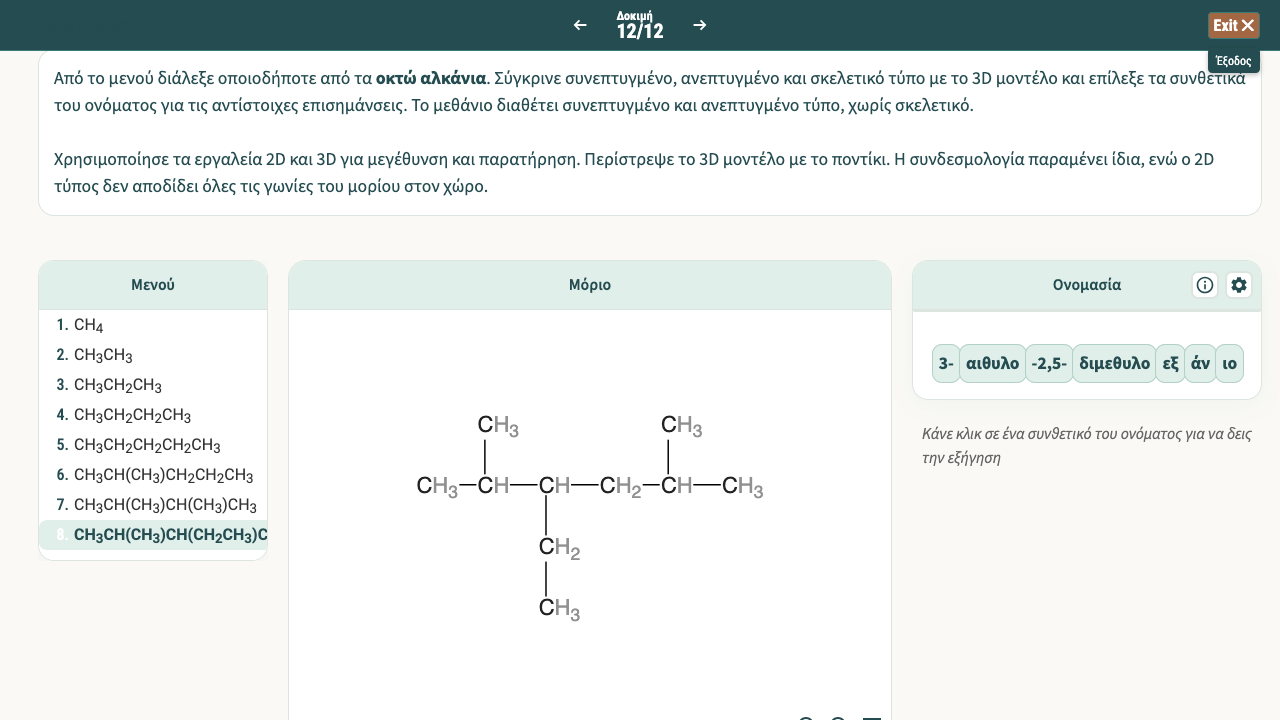 Δοκιμή
12/12
Exit
Έξοδος
Από το μενού διάλεξε οποιοδήποτε από τα οκτώ αλκάνια. Σύγκρινε συνεπτυγμένο, ανεπτυγμένο και σκελετικό τύπο με το 3D μοντέλο και επίλεξε τα συνθετικά
του ονόματος για τις αντίστοιχες επισημάνσεις. Το μεθάνιο διαθέτει συνεπτυγμένο και ανεπτυγμένο τύπο, χωρίς σκελετικό.
Χρησιμοποίησε τα εργαλεία 2D και 3D για μεγέθυνση και παρατήρηση. Περίστρεψε το 3D μοντέλο με το ποντίκι. Η συνδεσμολογία παραμένει ίδια, ενώ ο 2D
τύπος δεν αποδίδει όλες τις γωνίες του μορίου στον χώρο.
Μενού
1. CH4
2. CH3CH3
3. CH3CH2CH3
4. CH3CH2CH2CH3
5. CH3CH2CH2CH2CH3
6. CH3CH(CH3)CH2CH2CH3
7. CH3CH(CH3)CH(CH3)CH3
8. CH3CH(CH3)CH(CH2CH3)C
Μόριο
CH3 CH3
CH3 CH CH CH2 CH CH3
CH2
CH3
Ονομασία
3- αιθυλο -2,5- διμεθυλο εξ άν ιο
Κάνε κλικ σε ένα συνθετικό του ονόματος για να δεις
την εξήγηση